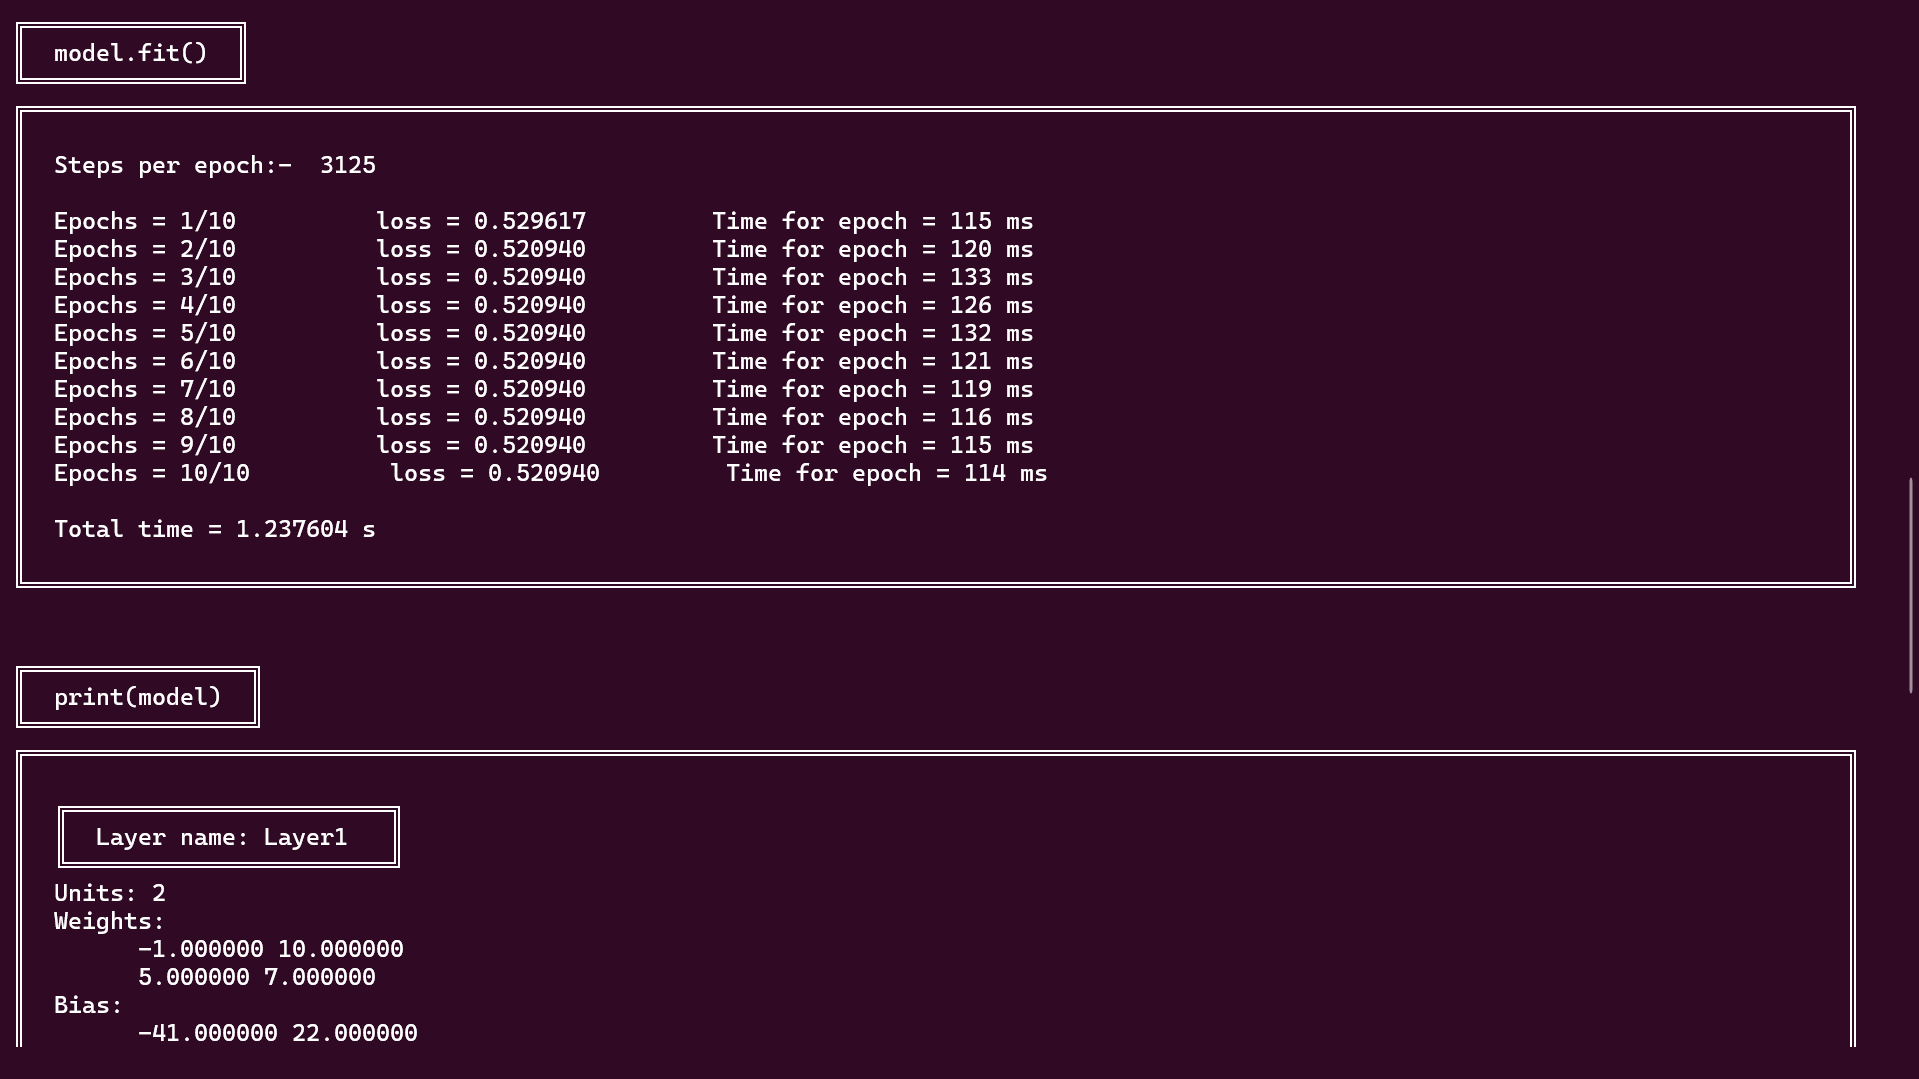 model.fit()
Steps per epoch:-  3125
Epochs = 1/10          loss = 0.529617         Time for epoch = 115 ms
Epochs = 2/10          loss = 0.520940         Time for epoch = 120 ms
Epochs = 3/10          loss = 0.520940         Time for epoch = 133 ms
Epochs = 4/10          loss = 0.520940         Time for epoch = 126 ms
Epochs = 5/10          loss = 0.520940         Time for epoch = 132 ms
Epochs = 6/10          loss = 0.520940         Time for epoch = 121 ms
Epochs = 7/10          loss = 0.520940         Time for epoch = 119 ms
Epochs = 8/10          loss = 0.520940         Time for epoch = 116 ms
Epochs = 9/10          loss = 0.520940         Time for epoch = 115 ms
Epochs = 10/10          loss = 0.520940         Time for epoch = 114 ms
Total time = 1.237604 s
print(model)
Layer name: Layer1
Units: 2
Weights:
-1.000000 10.000000
5.000000 7.000000
Bias:
-41.000000 22.000000